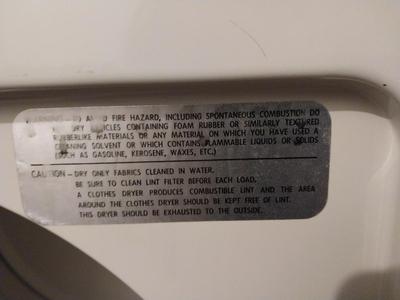 WARNING - TO AVOID FIRE HAZARD, INCLUDING SPONTANEOUS COMBUSTION DO
NOT DRY ARTICLES CONTAINING FOAM RUBBER OR SIMILARLY TEXTURED
RUBBERLIKE MATERIALS OR ANY MATERIAL ON WHICH YOU HAVE USED A
CLEANING SOLVENT OR WHICH CONTAINS FLAMMABLE LIQUIDS OR SOLIDS
(SUCH AS GASOLINE, KEROSENE, WAXES, ETC.)
CAUTION - DRY ONLY FABRICS CLEANED IN WATER.
BE SURE TO CLEAN LINT FILTER BEFORE EACH LOAD.
A CLOTHES DRYER PRODUCES COMBUSTIBLE LINT AND THE AREA
AROUND THE CLOTHES DRYER SHOULD BE KEPT FREE OF LINT.
THIS DRYER SHOULD BE EXHAUSTED TO THE OUTSIDE.